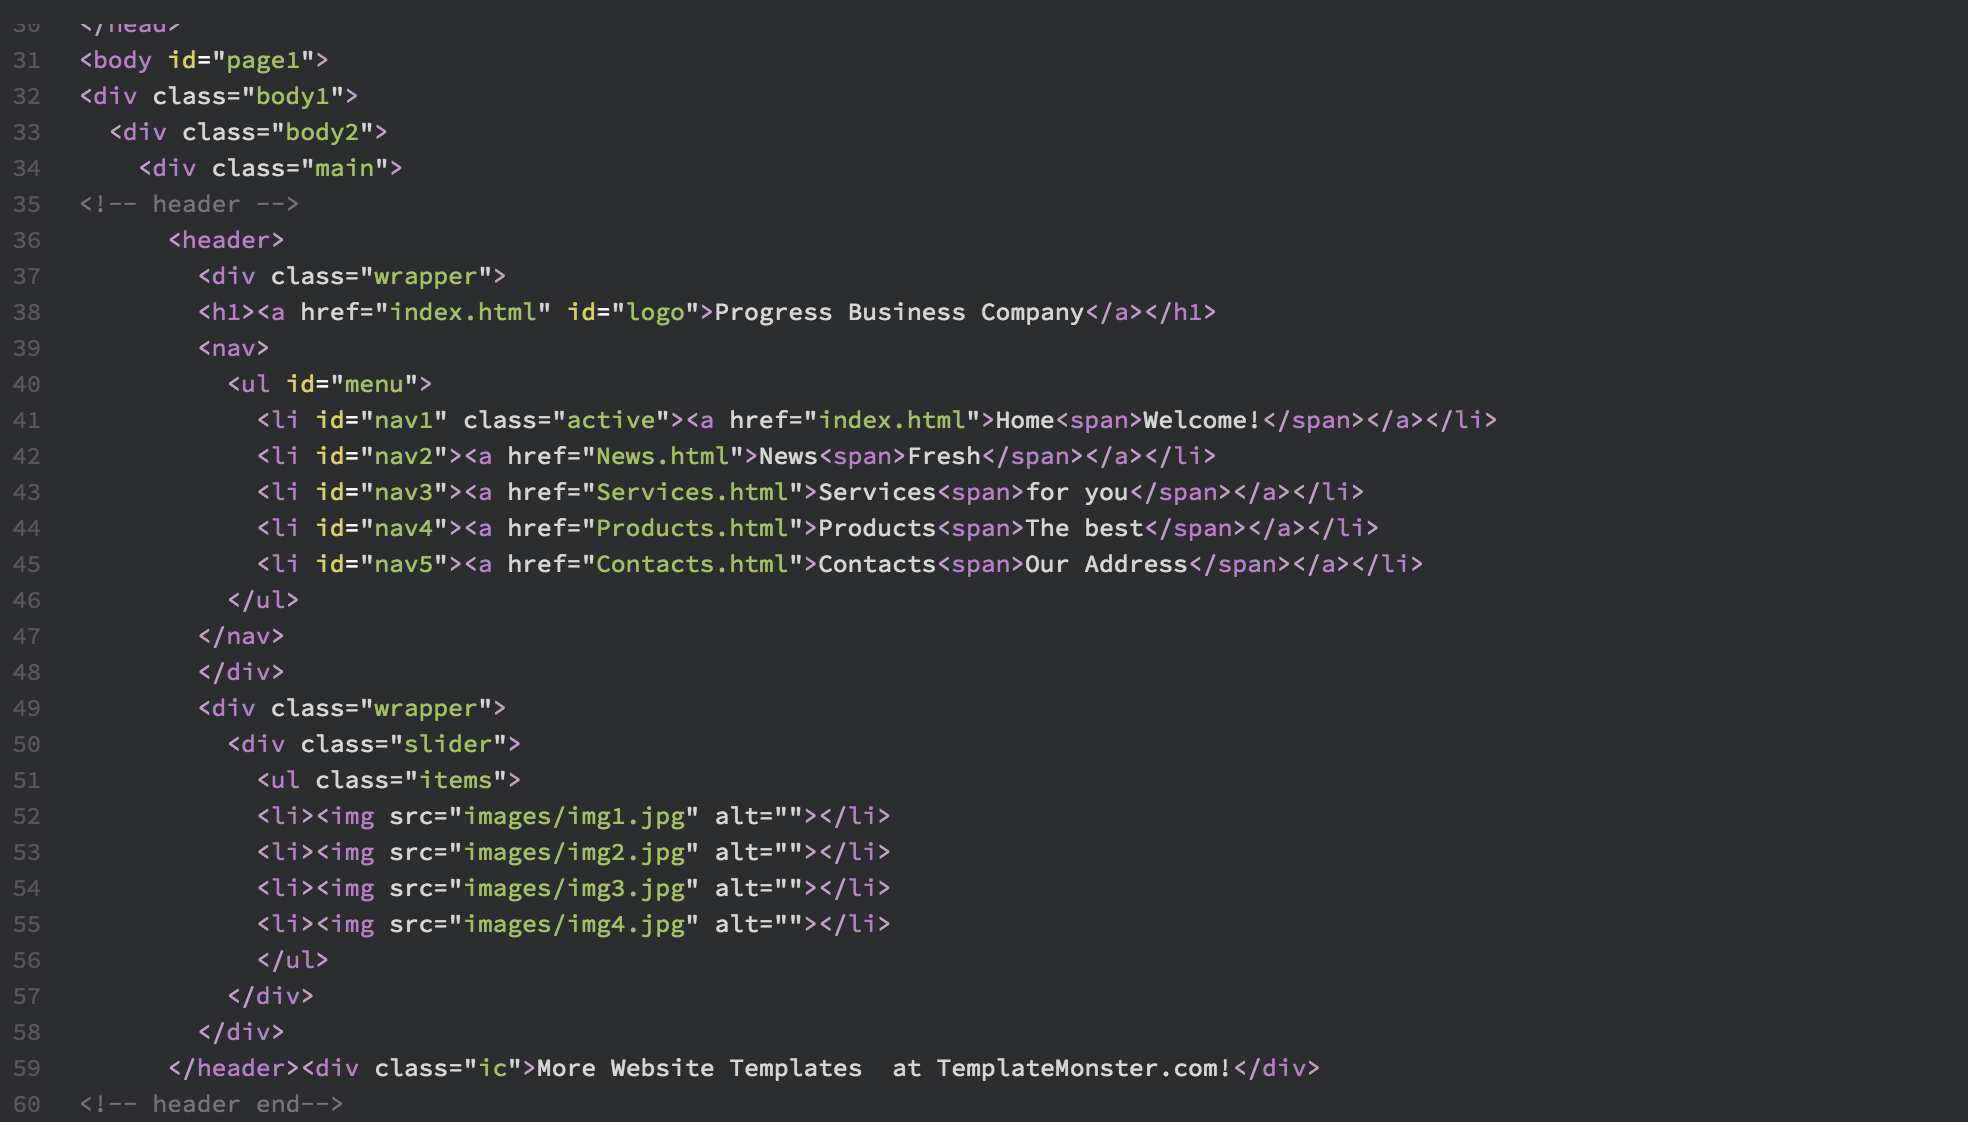 30 </head>
31 <body id="page1">
32 <div class="body1">
33   <div class="body2">
34     <div class="main">
35 <!-- header -->
36       <header>
37         <div class="wrapper">
38         <h1><a href="index.html" id="logo">Progress Business Company</a></h1>
39         <nav>
40           <ul id="menu">
41             <li id="nav1" class="active"><a href="index.html">Home<span>Welcome!</span></a></li>
42             <li id="nav2"><a href="News.html">News<span>Fresh</span></a></li>
43             <li id="nav3"><a href="Services.html">Services<span>for you</span></a></li>
44             <li id="nav4"><a href="Products.html">Products<span>The best</span></a></li>
45             <li id="nav5"><a href="Contacts.html">Contacts<span>Our Address</span></a></li>
46           </ul>
47         </nav>
48         </div>
49         <div class="wrapper">
50           <div class="slider">
51             <ul class="items">
52             <li><img src="images/img1.jpg" alt=""></li>
53             <li><img src="images/img2.jpg" alt=""></li>
54             <li><img src="images/img3.jpg" alt=""></li>
55             <li><img src="images/img4.jpg" alt=""></li>
56             </ul>
57           </div>
58         </div>
59       </header><div class="ic">More Website Templates  at TemplateMonster.com!</div>
60 <!-- header end-->